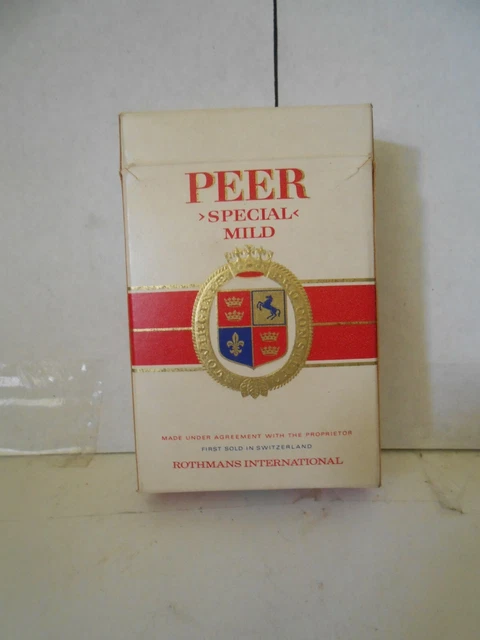 PEER
›SPECIAL‹
MILD
MADE UNDER AGREEMENT WITH THE PROPRIETOR
FIRST SOLD IN SWITZERLAND
ROTHMANS INTERNATIONAL